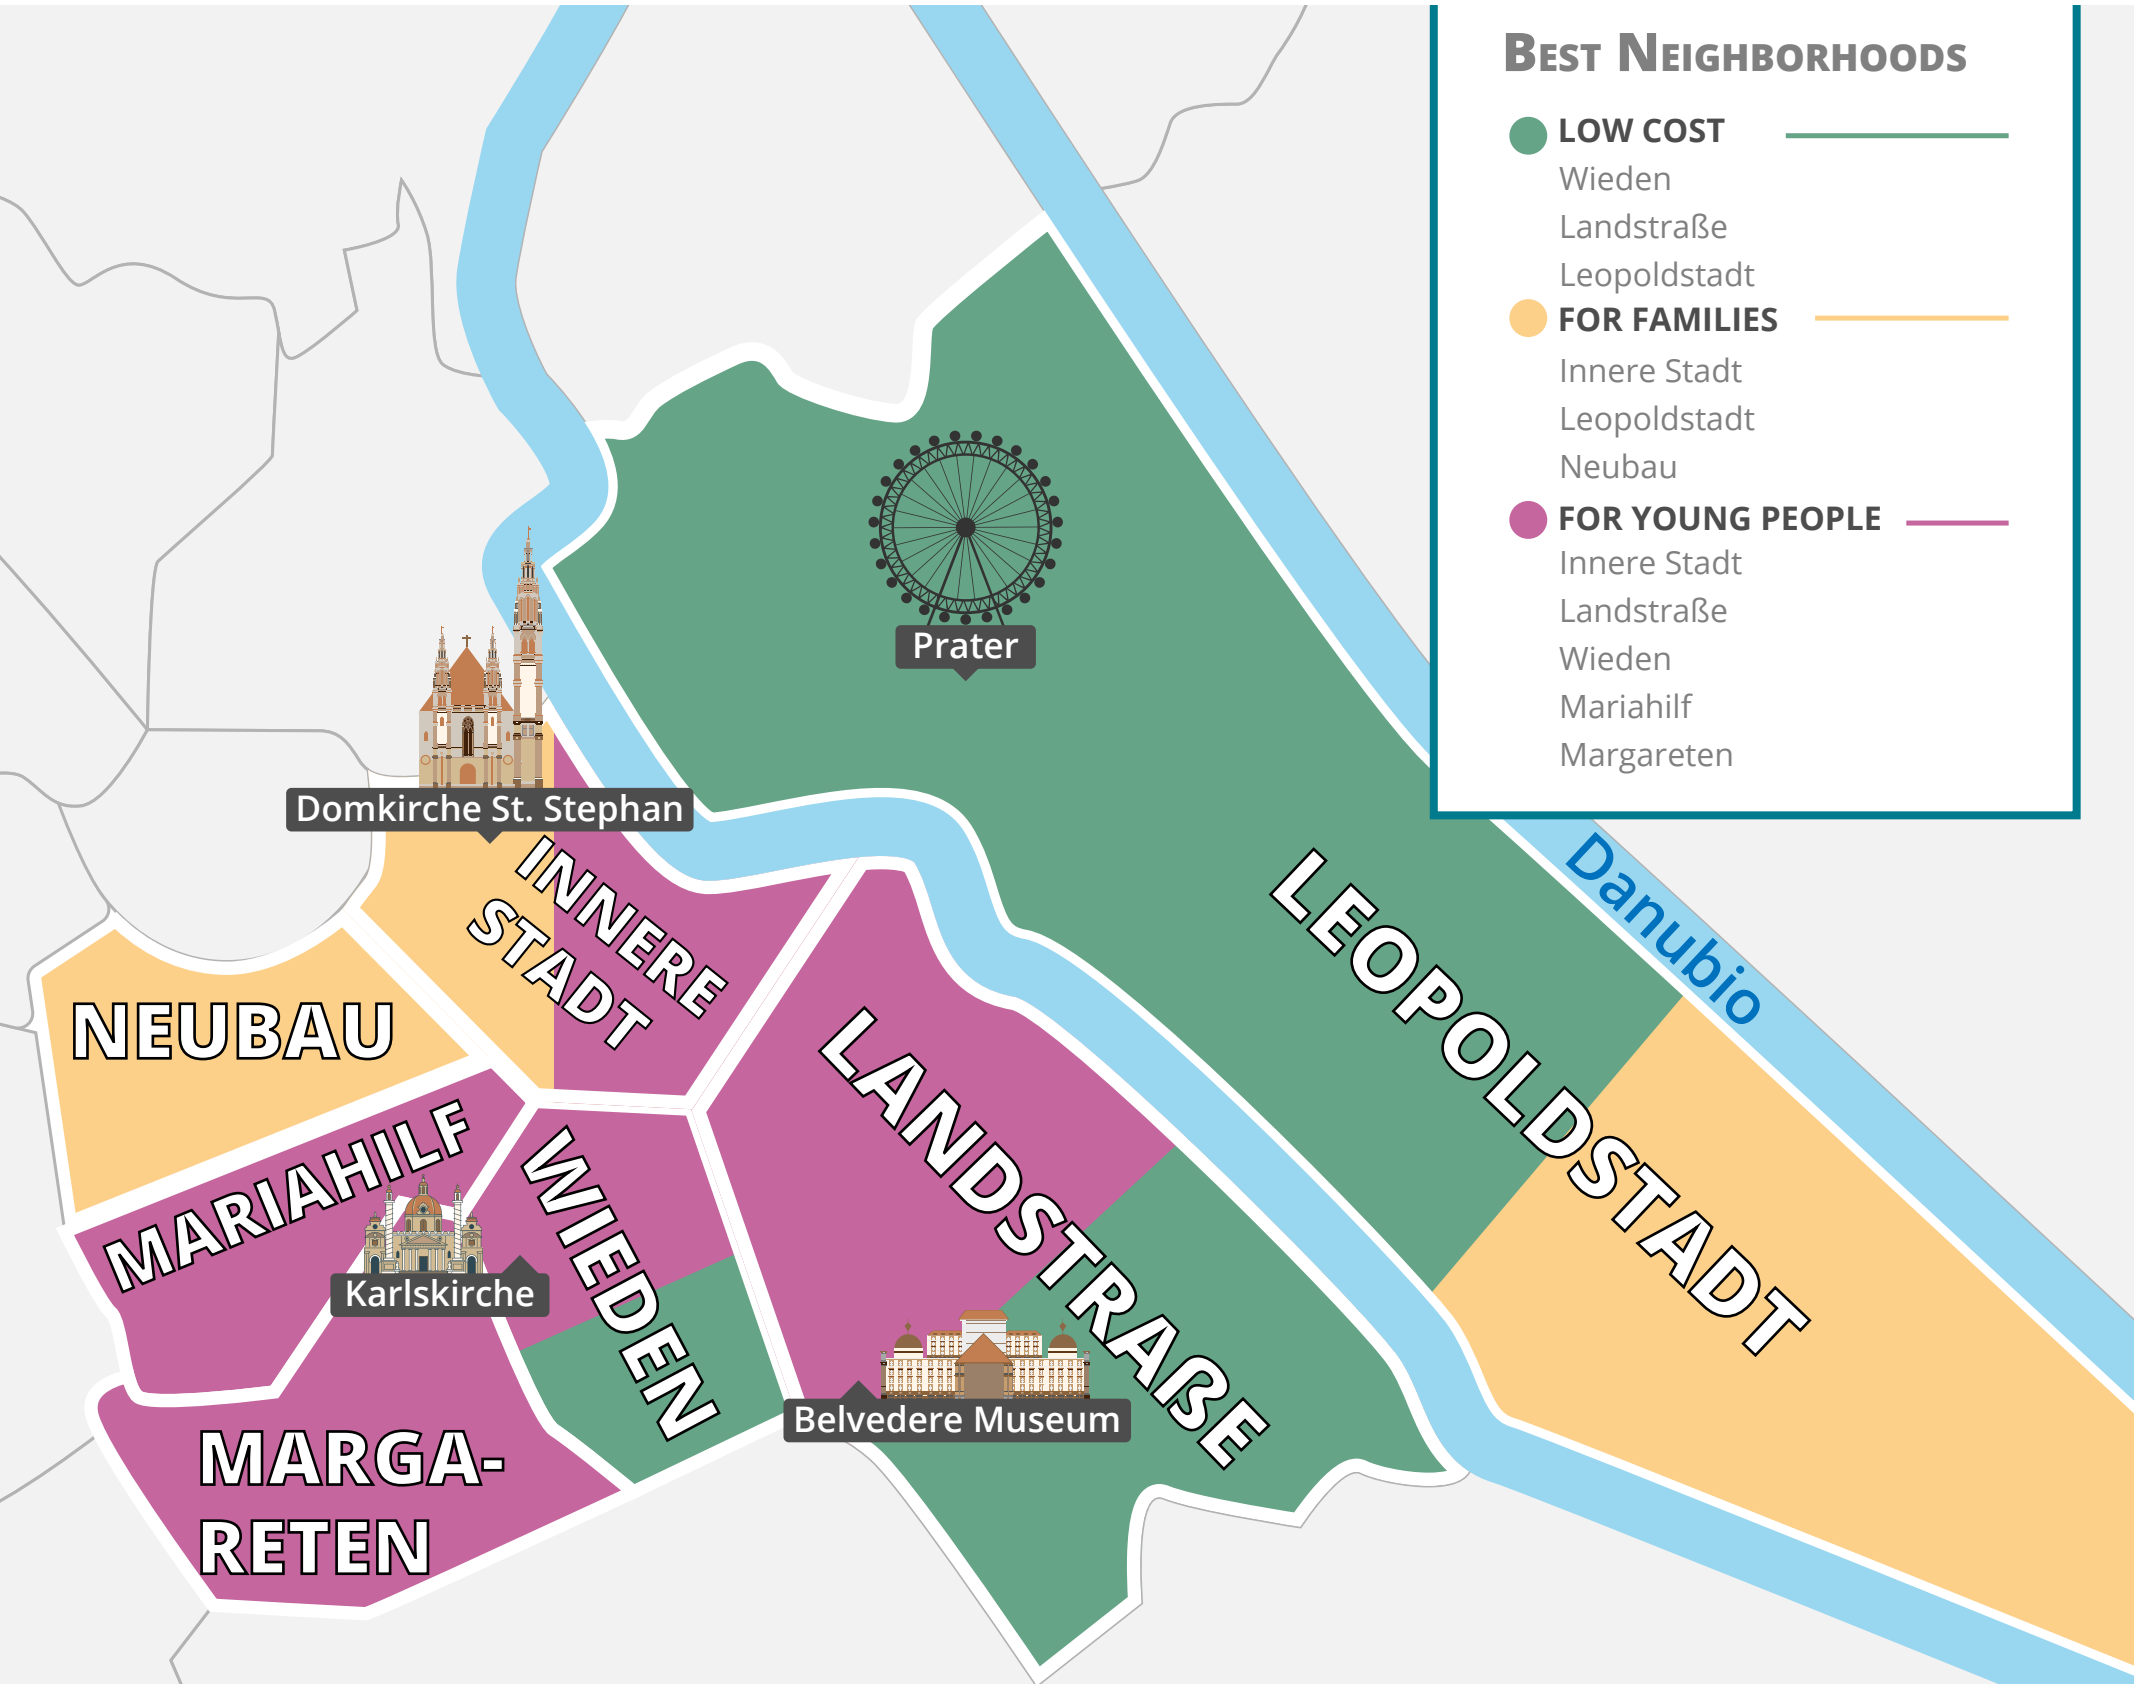 Best Neighborhoods
LOW COST
Wieden
Landstraße
Leopoldstadt
FOR FAMILIES
Innere Stadt
Leopoldstadt
Neubau
FOR YOUNG PEOPLE
Innere Stadt
Landstraße
Wieden
Mariahilf
Margareten
Prater
Domkirche St. Stephan
INNERE
STADT
LEOPOLDSTADT
Danubio
NEUBAU
LANDSTRAßE
MARIAHILF
WIEDEN
Karlskirche
Belvedere Museum
MARGA-
RETEN